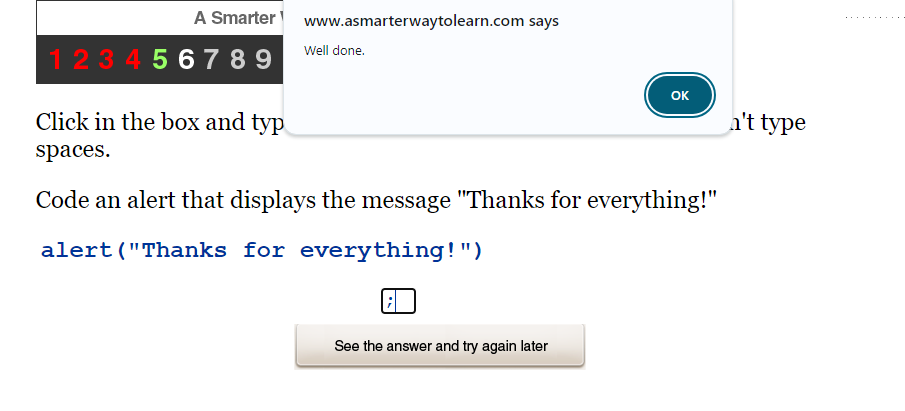 A Smarter
www.asmarterwaytolearn.com says
Well done.
OK
1 2 3 4 5 6 7 8 9
Click in the box and typ
n't type
spaces.
Code an alert that displays the message "Thanks for everything!"
alert("Thanks for everything!")
;
See the answer and try again later